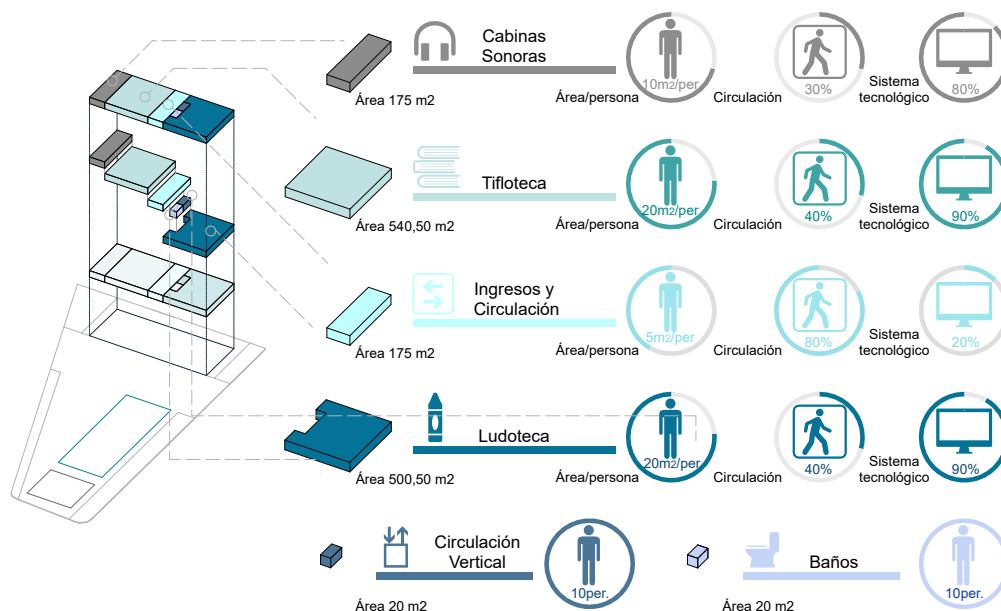 Cabinas
Sonoras
Área 175 m2
Área/persona
10m2/per.
Circulación
30%
Sistema
tecnológico
80%
Tifloteca
Área 540,50 m2
Área/persona
20m2/per
Circulación
40%
Sistema
tecnológico
90%
Ingresos y
Circulación
Área 175 m2
Área/persona
5m2/per
Circulación
80%
Sistema
tecnológico
20%
Ludoteca
Área 500,50 m2
Área/persona
20m2/per.
Circulación
40%
Sistema
tecnológico
90%
Circulación
Vertical
Área 20 m2
10per.
Baños
Área 20 m2
10per.